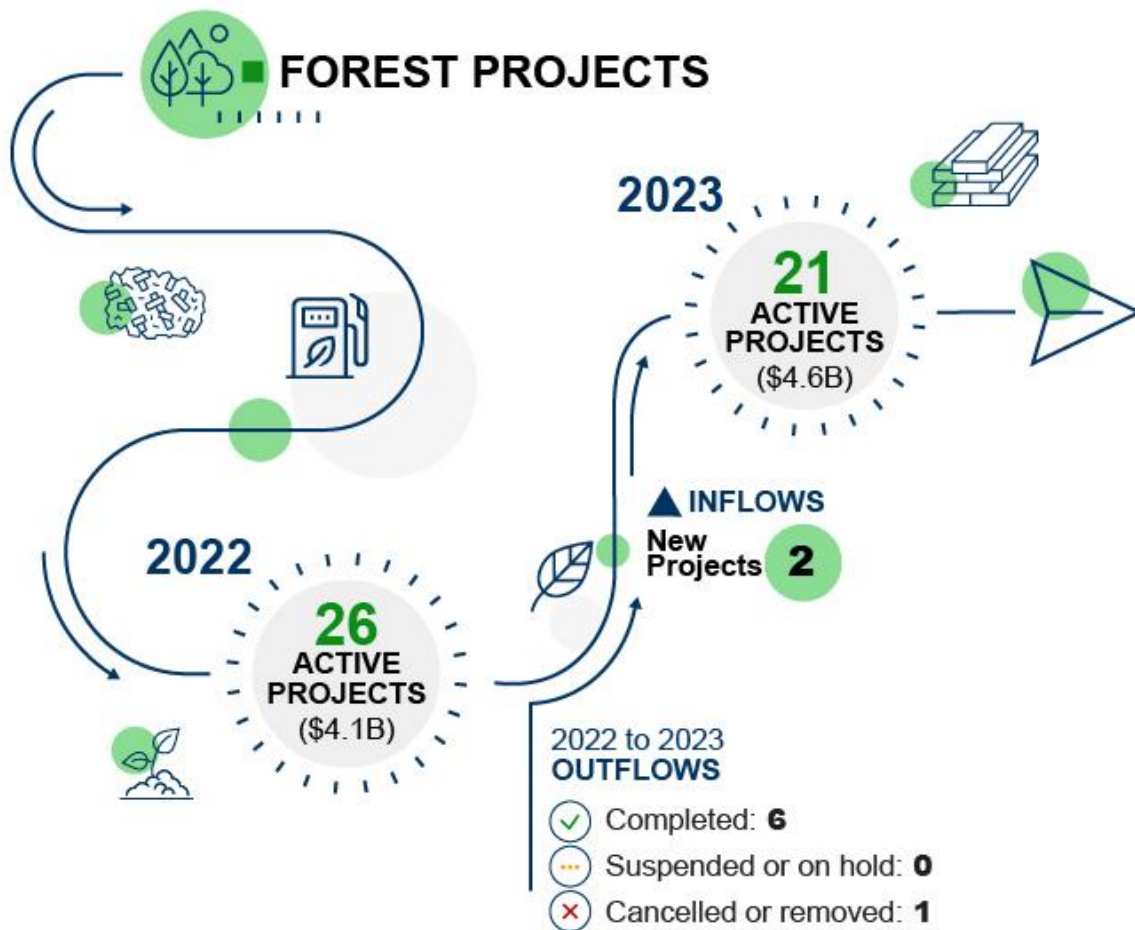 FOREST PROJECTS
2023
21
ACTIVE
PROJECTS
($4.6B)
INFLOWS
New
Projects 2
2022
26
ACTIVE
PROJECTS
($4.1B)
2022 to 2023
OUTFLOWS
Completed: 6
Suspended or on hold: 0
Cancelled or removed: 1